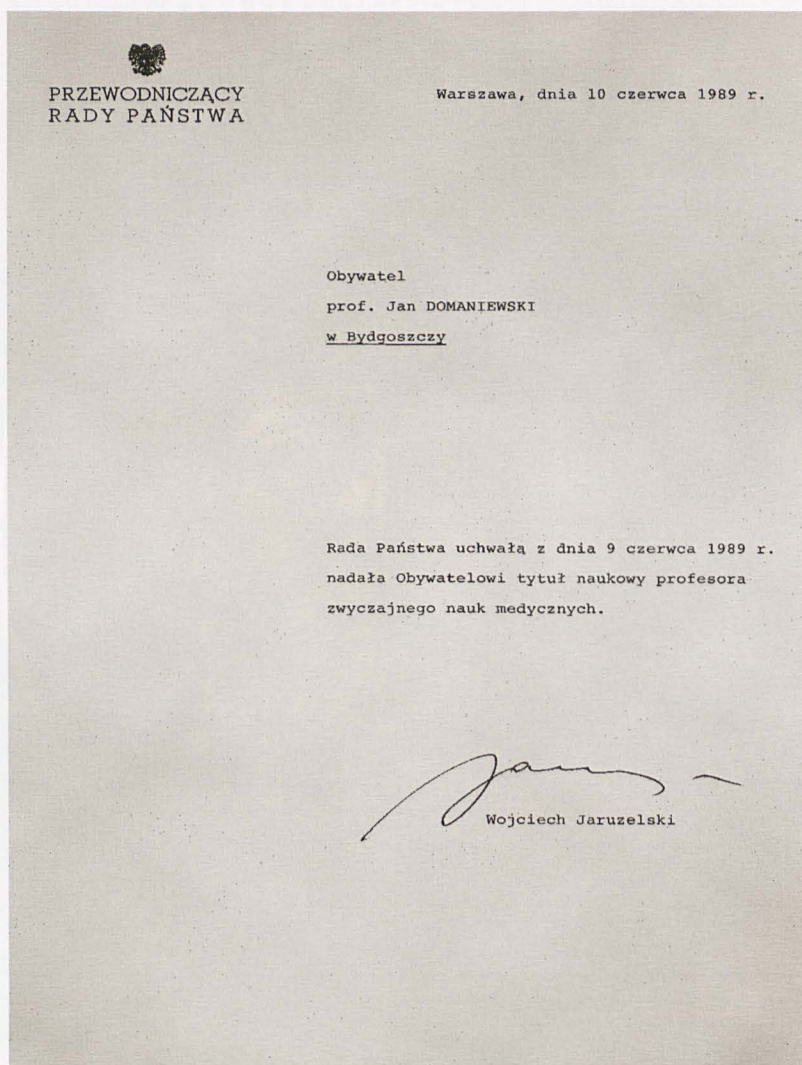 PRZEWODNICZĄCY
RADY PAŃSTWA
Warszawa, dnia 10 czerwca 1989 r.
Obywatel
prof. Jan DOMANIEWSKI
w Bydgoszczy
Rada Państwa uchwałą z dnia 9 czerwca 1989 r.
nadała Obywatelowi tytuł naukowy profesora
zwyczajnego nauk medycznych.
Wojciech Jaruzelski